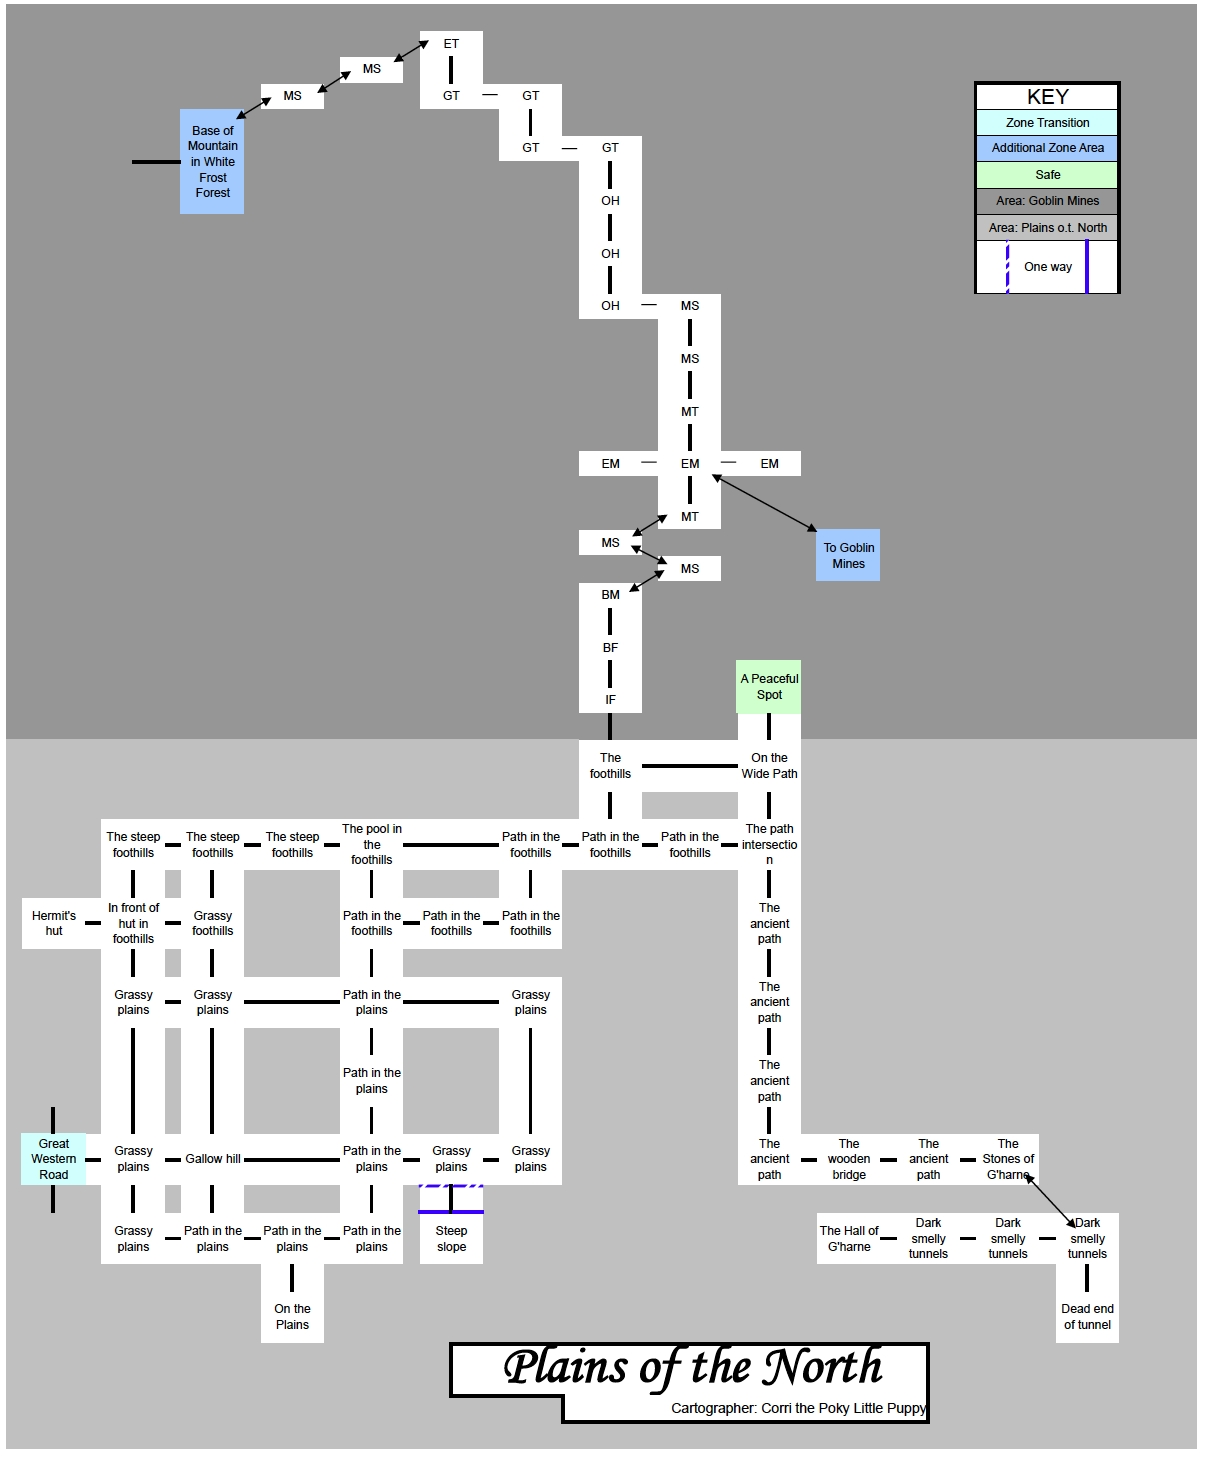 ET
MS
MS
GT
GT
KEY
Zone Transition
Additional Zone Area
Safe
Area: Goblin Mines
Area: Plains o.t. North
One way
Base of
Mountain
in White
Frost
Forest
GT
GT
OH
OH
OH
MS
MS
MT
EM
EM
EM
MT
MS
MS
To Goblin
Mines
BM
BF
IF
A Peaceful
Spot
The
foothills
On the
Wide Path
The steep
foothills
The steep
foothills
The steep
foothills
The pool in
the
foothills
Path in the
foothills
Path in the
foothills
Path in the
foothills
The path
intersectio
n
Hermit's
hut
In front of
hut in
foothills
Grassy
foothills
Path in the
foothills
Path in the
foothills
Path in the
foothills
The
ancient
path
Grassy
plains
Grassy
plains
Path in the
plains
Grassy
plains
The
ancient
path
Path in the
plains
The
ancient
path
Great
Western
Road
Grassy
plains
Gallow hill
Path in the
plains
Grassy
plains
Grassy
plains
The
ancient
path
The
wooden
bridge
The
ancient
path
The
Stones of
G'harne
Grassy
plains
Path in the
plains
Path in the
plains
Path in the
plains
Steep
slope
The Hall of
G'harne
Dark
smelly
tunnels
Dark
smelly
tunnels
Dark
smelly
tunnels
On the
Plains
Dead end
of tunnel
Plains of the North
Cartographer: Corri the Poky Little Puppy